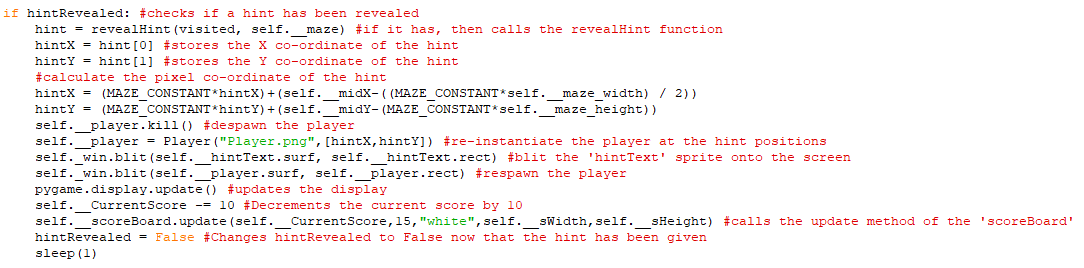 if hintRevealed: #checks if a hint has been revealed
    hint = revealHint(visited, self.__maze) #if it has, then calls the revealHint function
    hintX = hint[0] #stores the X co-ordinate of the hint
    hintY = hint[1] #stores the Y co-ordinate of the hint
    #calculate the pixel co-ordinate of the hint
    hintX = (MAZE_CONSTANT*hintX)+(self.__midX-((MAZE_CONSTANT*self.__maze_width) / 2))
    hintY = (MAZE_CONSTANT*hintY)+(self.__midY-(MAZE_CONSTANT*self.__maze_height))
    self.__player.kill() #despawn the player
    self.__player = Player("Player.png",[hintX,hintY]) #re-instantiate the player at the hint positions
    self._win.blit(self.__hintText.surf, self.__hintText.rect) #blit the 'hintText' sprite onto the screen
    self._win.blit(self.__player.surf, self.__player.rect) #respawn the player
    pygame.display.update() #updates the display
    self.__CurrentScore -= 10 #Decrements the current score by 10
    self.__scoreBoard.update(self.__CurrentScore,15,"white",self.__sWidth,self.__sHeight) #calls the update method of the 'scoreBoard'
    hintRevealed = False #Changes hintRevealed to False now that the hint has been given
    sleep(1)